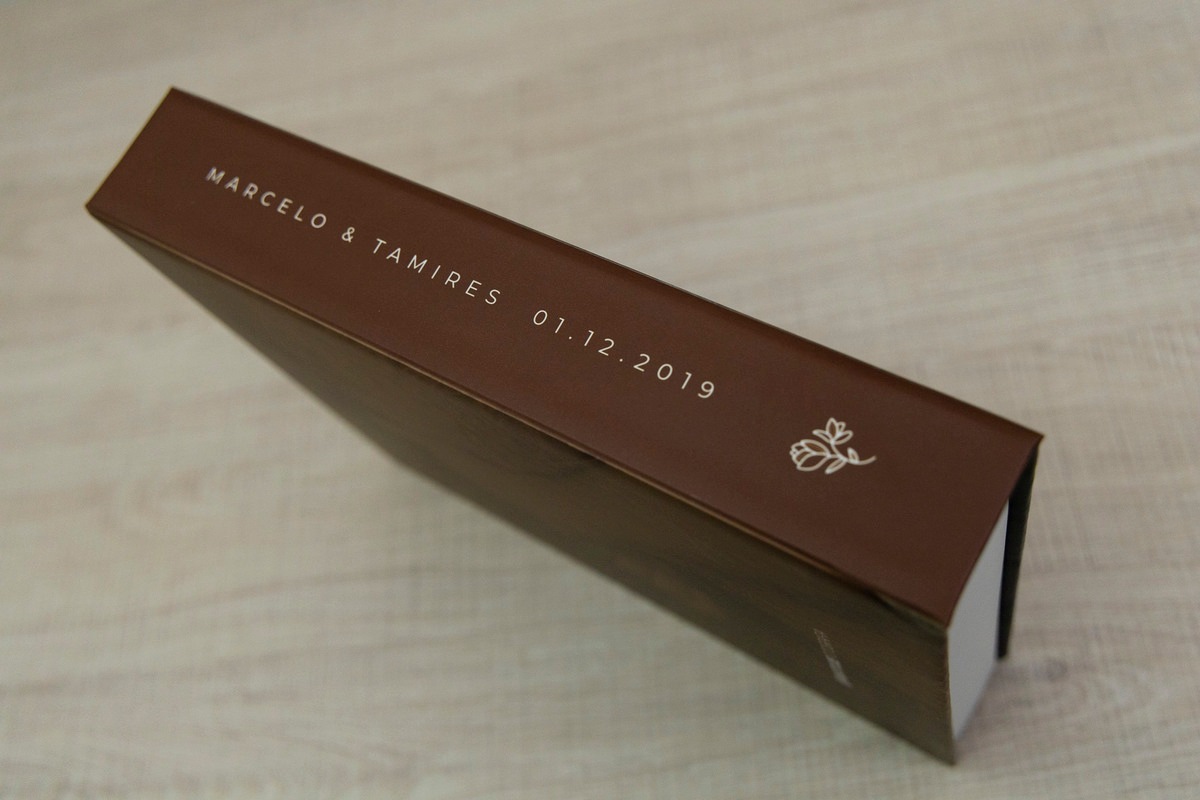 MARCELO & TAMIRES 01.12.2019